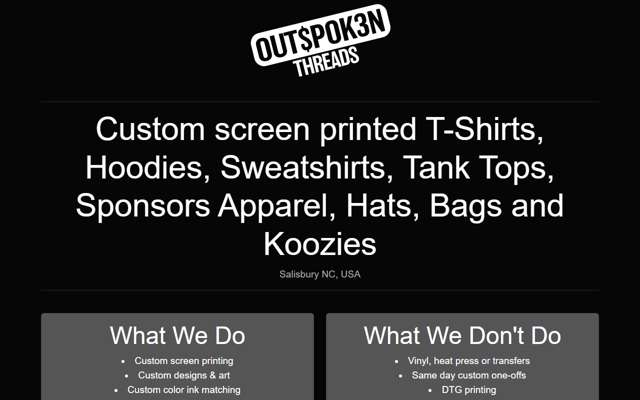 OUT$POK3N
THREADS
Custom screen printed T-Shirts,
Hoodies, Sweatshirts, Tank Tops,
Sponsors Apparel, Hats, Bags and
Koozies
Salisbury NC, USA
What We Do
• Custom screen printing
• Custom designs & art
• Custom color ink matching
What We Don't Do
• Vinyl, heat press or transfers
• Same day custom one-offs
• DTG printing